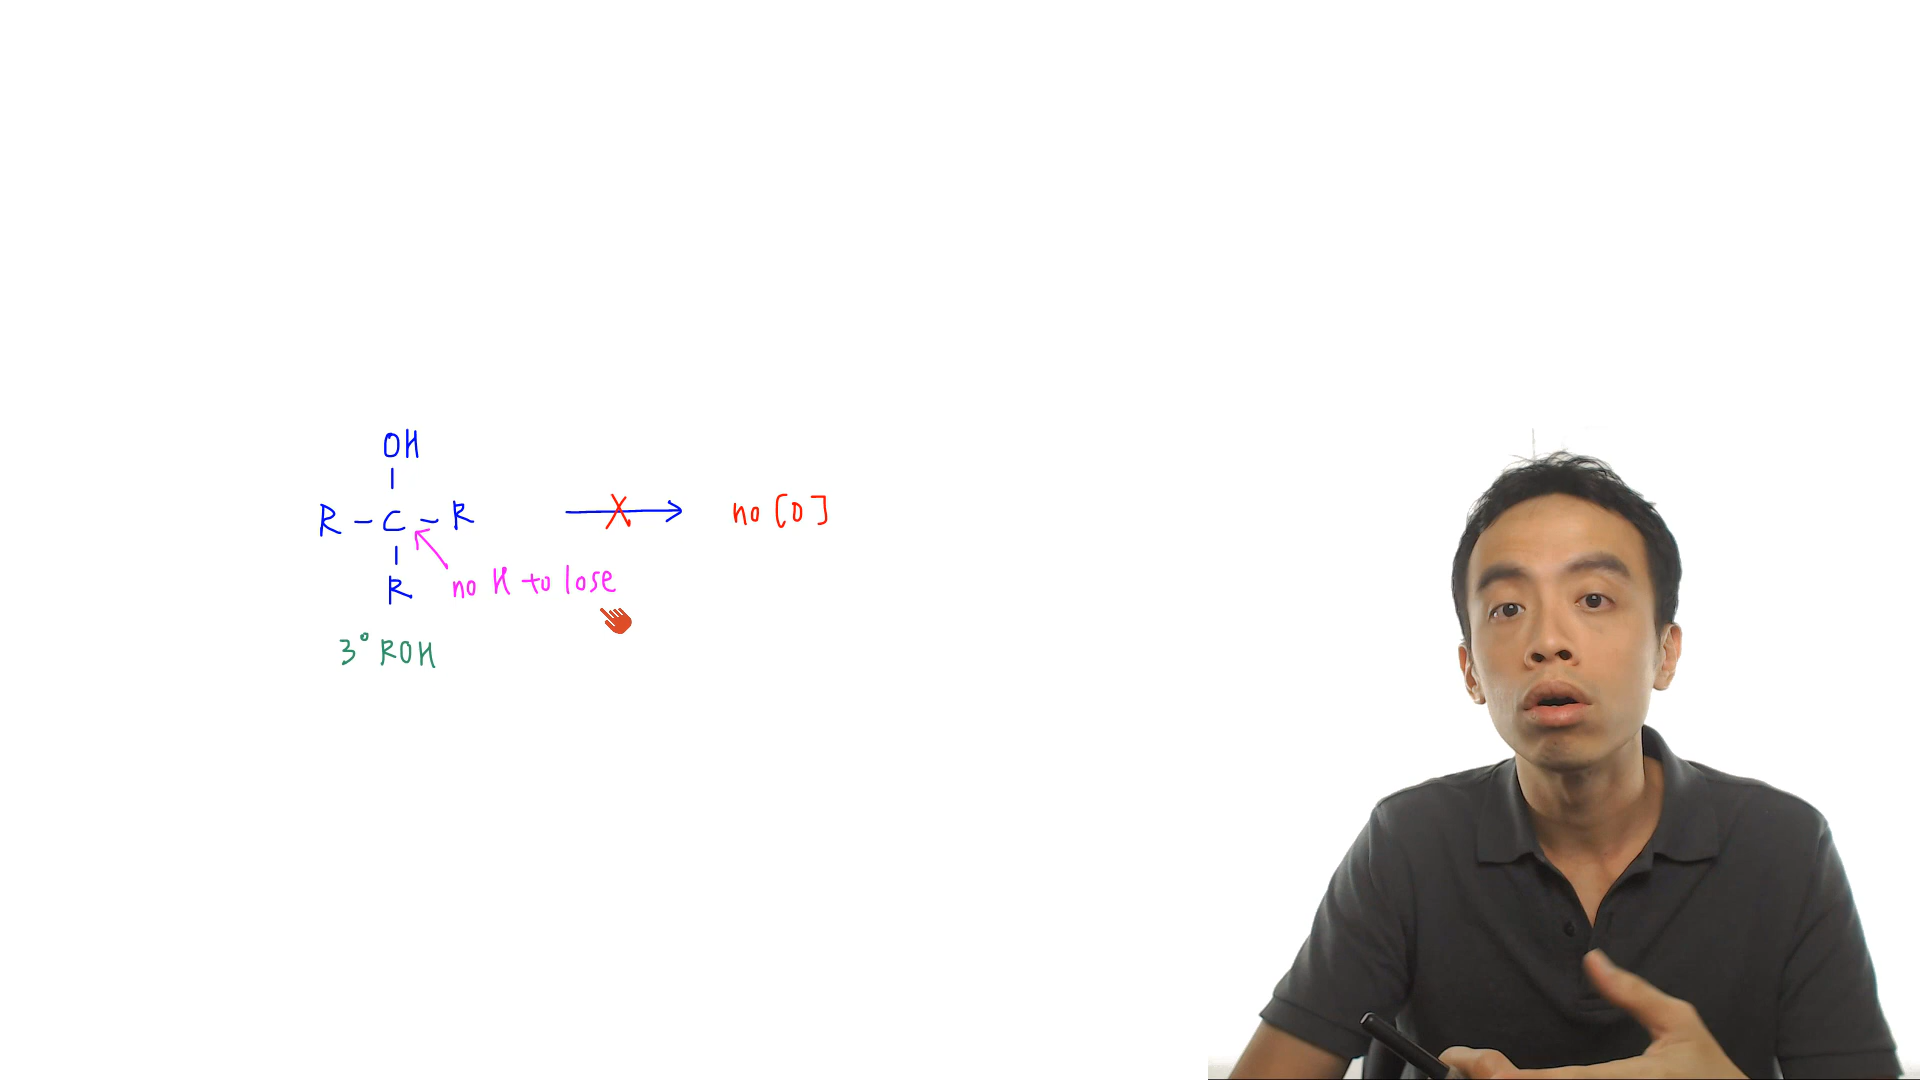 OH
R - C - R
no [O]
R
no H to lose
3° ROH